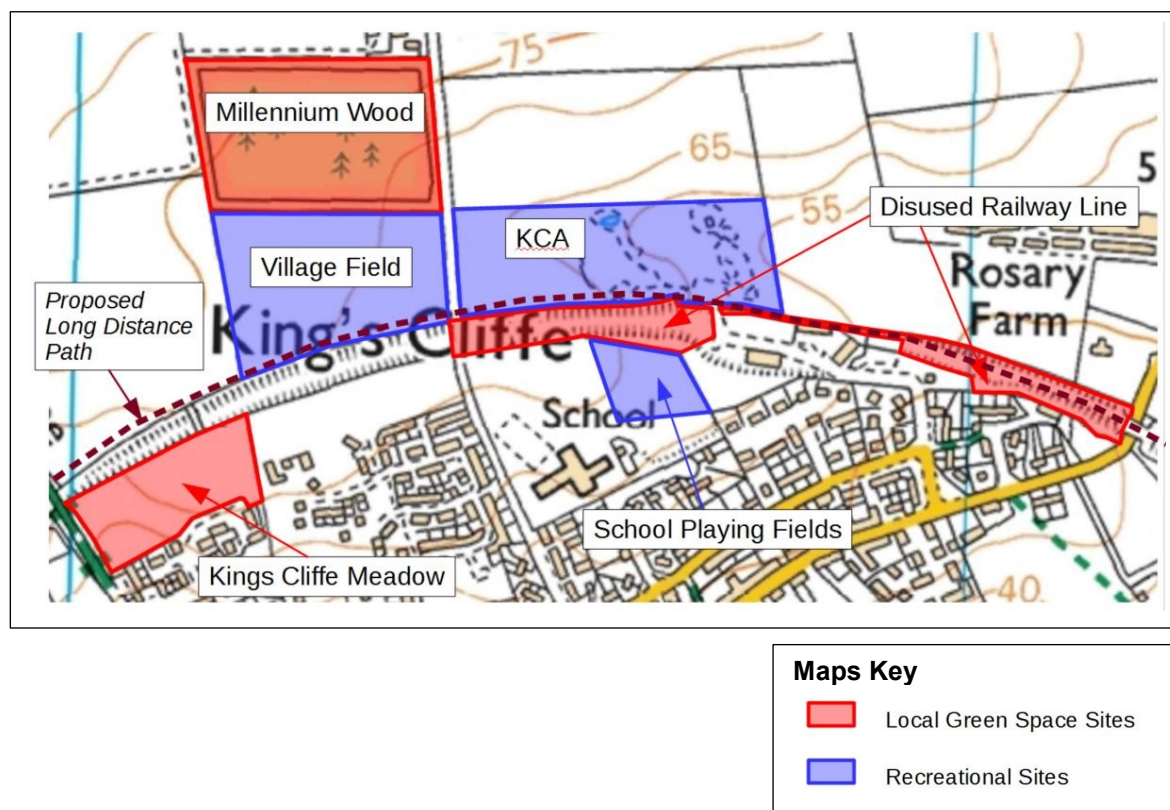 75
Millennium Wood
65
5
55
Disused Railway Line
KCA
Village Field
Rosary
Farm
Proposed
Long Distance
Path
King's Cliffe
School
School Playing Fields
Kings Cliffe Meadow
40
Maps Key
Local Green Space Sites
Recreational Sites